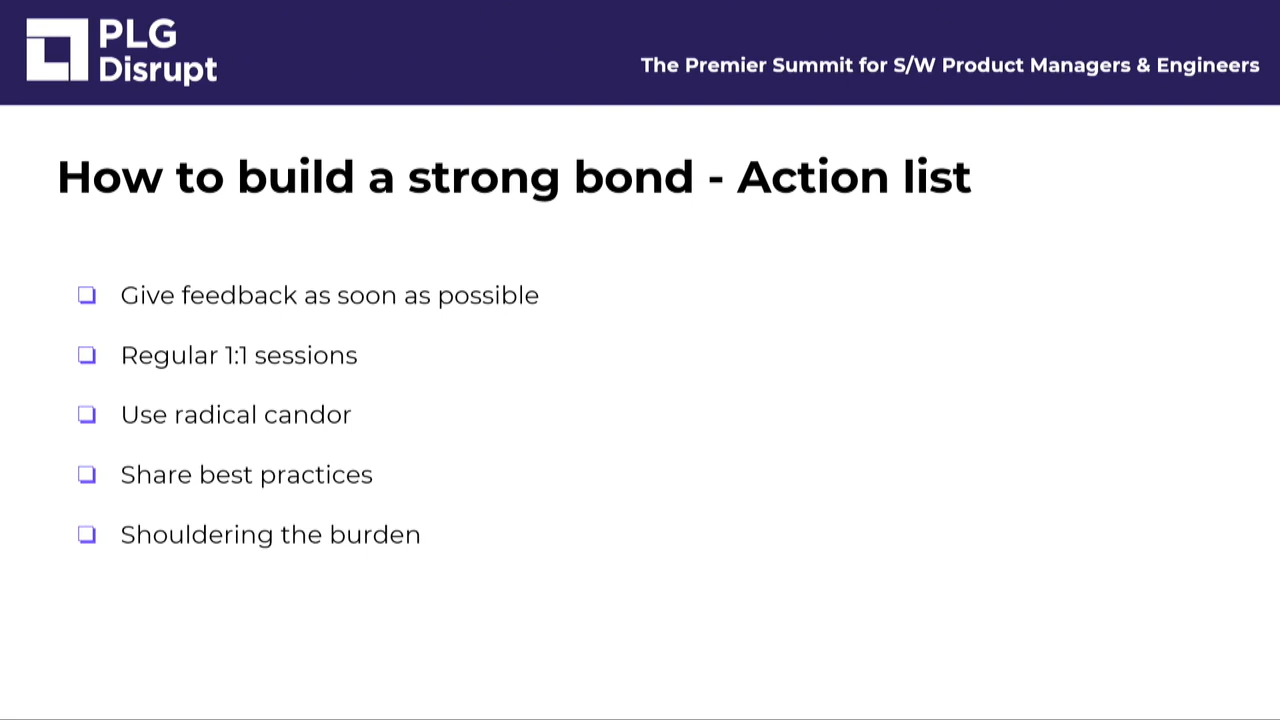 PLG
Disrupt
The Premier Summit for S/W Product Managers & Engineers
How to build a strong bond - Action list
Give feedback as soon as possible
Regular 1:1 sessions
Use radical candor
Share best practices
Shouldering the burden